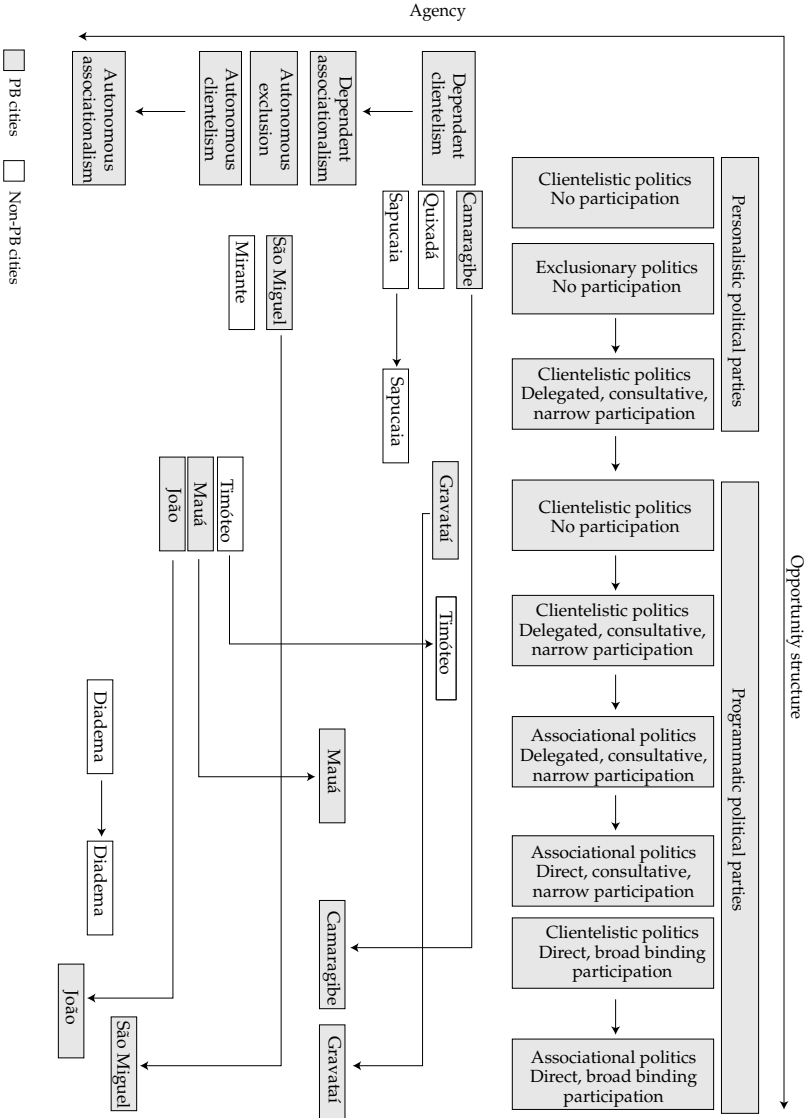 Agency
Opportunity structure
Personalistic political parties
Programmatic political parties
Clientelistic politics
No participation
Exclusionary politics
No participation
Clientelistic politics
Delegated, consultative,
narrow participation
Clientelistic politics
No participation
Clientelistic politics
Delegated, consultative,
narrow participation
Associational politics
Delegated, consultative,
narrow participation
Associational politics
Direct, consultative,
narrow participation
Clientelistic politics
Direct, broad binding
participation
Associational politics
Direct, broad binding
participation
Dependent
clientelism
Dependent
associationalism
Autonomous
exclusion
Autonomous
clientelism
Autonomous
associationalism
Camaragibe
Quixadá
Sapucaia
Sapucaia
São Miguel
Mirante
Gravataí
Timóteo
Mauá
João
Timóteo
Mauá
Diadema
Diadema
Camaragibe
Gravataí
João
São Miguel
PB cities
Non-PB cities